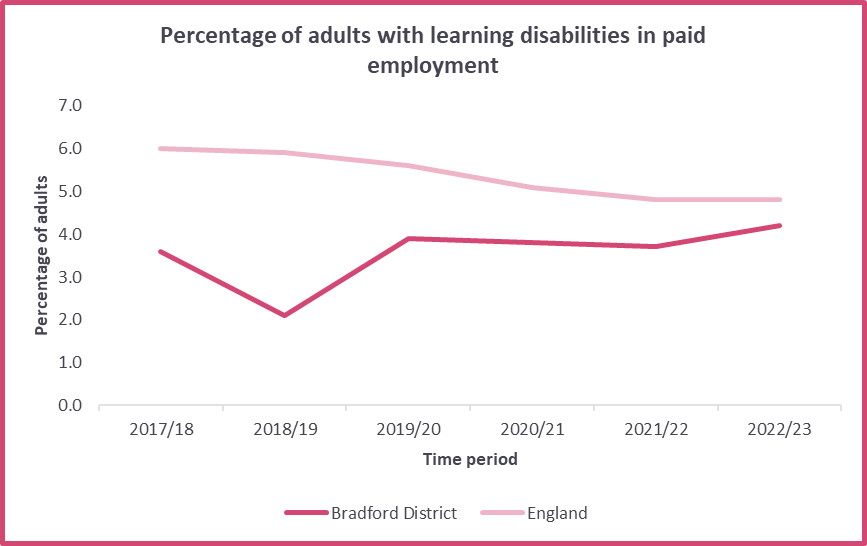 Percentage of adults with learning disabilities in paid
employment
Percentage of adults
7.0
6.0
5.0
4.0
3.0
2.0
1.0
0.0
2017/18 2018/19 2019/20 2020/21 2021/22 2022/23
Time period
Bradford District England